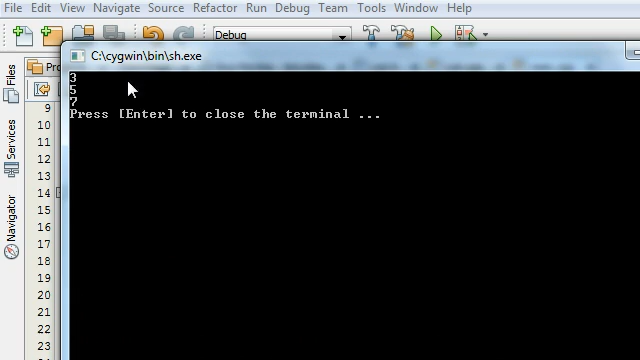 File Edit View Navigate Source Refactor Run Debug Team Tools Window Help
Debug
C:\cygwin\bin\sh.exe
Files
Services
Navigator
9
10
11
12
13
14
15
16
17
18
19
20
21
22
23
3
5
7
Press [Enter] to close the terminal ...